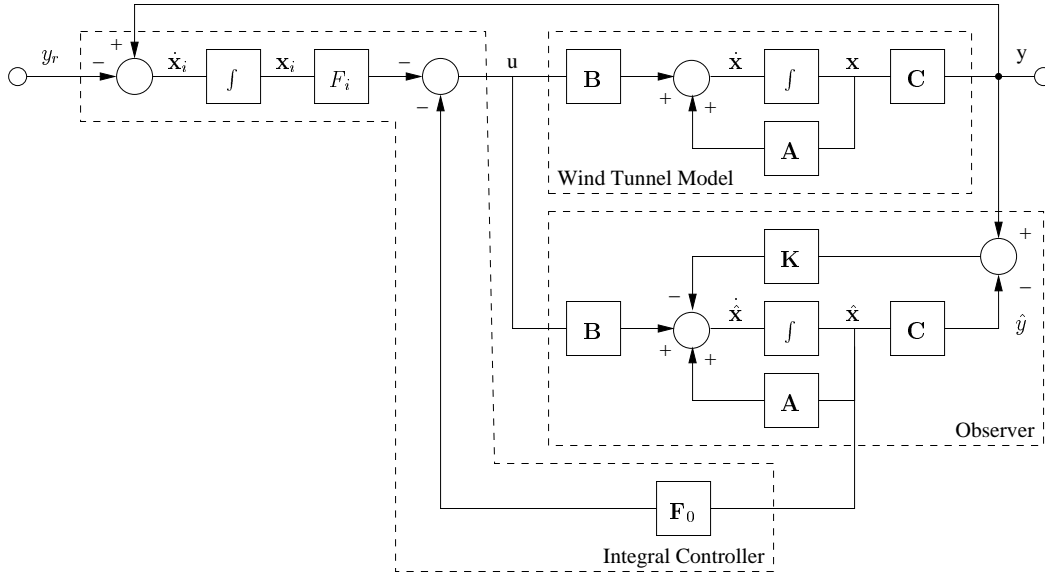 y_r
+
−
ẋ_i
∫
x_i
F_i
−
−
u
B
+
+
ẋ
∫
x
C
y
A
Wind Tunnel Model
K
+
−
−
B
+
+
x̂̇
∫
x̂
C
ŷ
A
Observer
F_0
Integral Controller